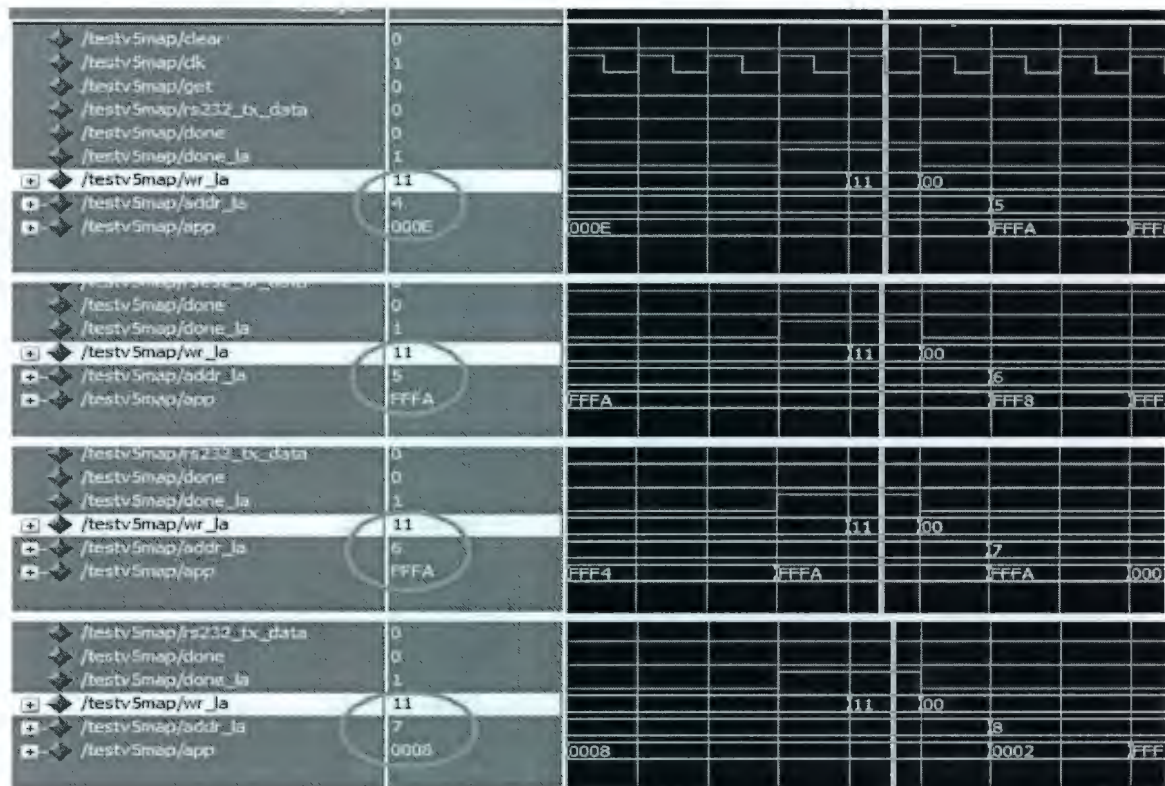 /testv5map/clear 0
/testv5map/clk 1
/testv5map/get 0
/testv5map/rs232_tx_data 0
/testv5map/done 0
/testv5map/done_la 1
/testv5map/wr_la 11 11 00
/testv5map/addr_la 4 5
/testv5map/app 000E 000E FFFA
/testv5map/done 0
/testv5map/done_la 1
/testv5map/wr_la 11 11 00
/testv5map/addr_la 5 6
/testv5map/app FFFA FFFA FFF8 FFF
/testv5map/rs232_tx_data 0
/testv5map/done 0
/testv5map/done_la 1
/testv5map/wr_la 11 11 00
/testv5map/addr_la 6 7
/testv5map/app FFFA FFF4 FFFA FFFA 000
/testv5map/rs232_tx_data 0
/testv5map/done 0
/testv5map/done_la 1
/testv5map/wr_la 11 11 00
/testv5map/addr_la 7 8
/testv5map/app 0008 0008 0002 FFF